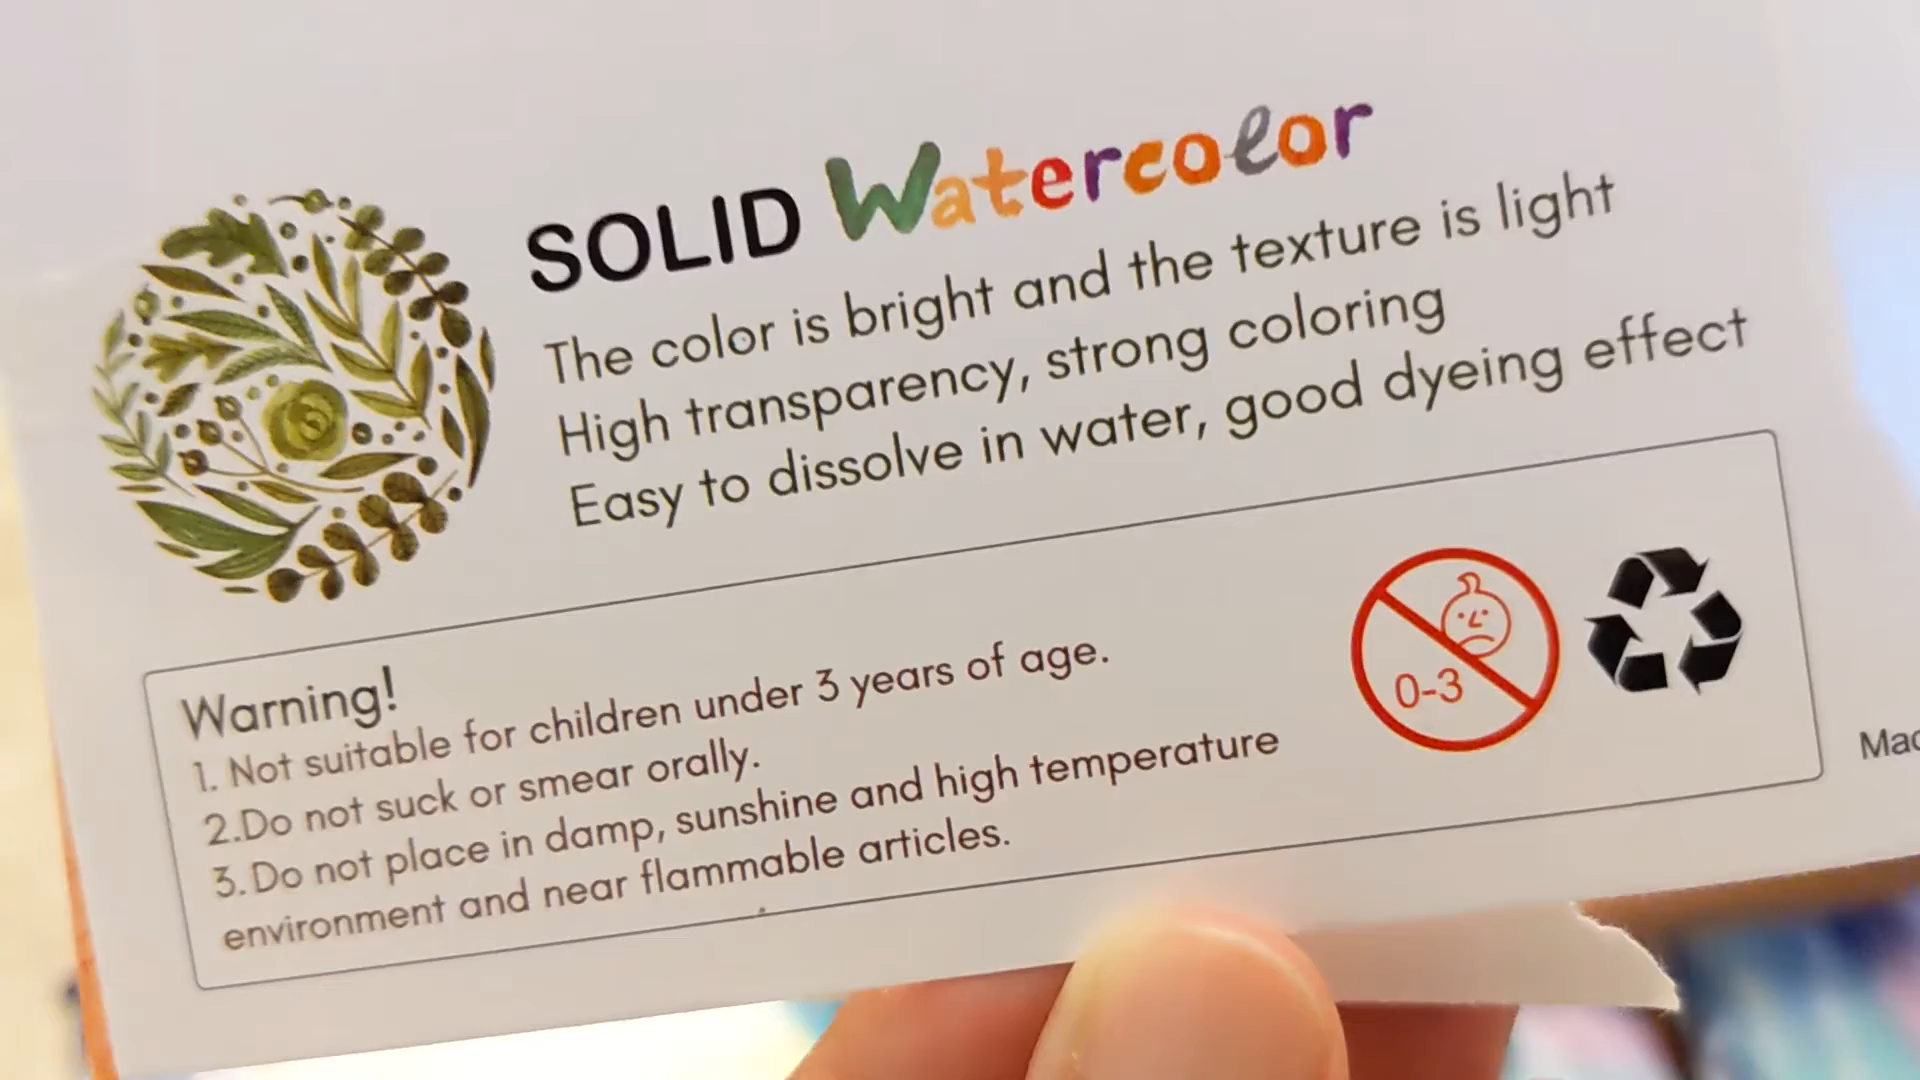 SOLID Watercolor
The color is bright and the texture is light
High transparency, strong coloring
Easy to dissolve in water, good dyeing effect
Warning!
1. Not suitable for children under 3 years of age.
2.Do not suck or smear orally.
3.Do not place in damp, sunshine and high temperature
environment and near flammable articles.
0-3